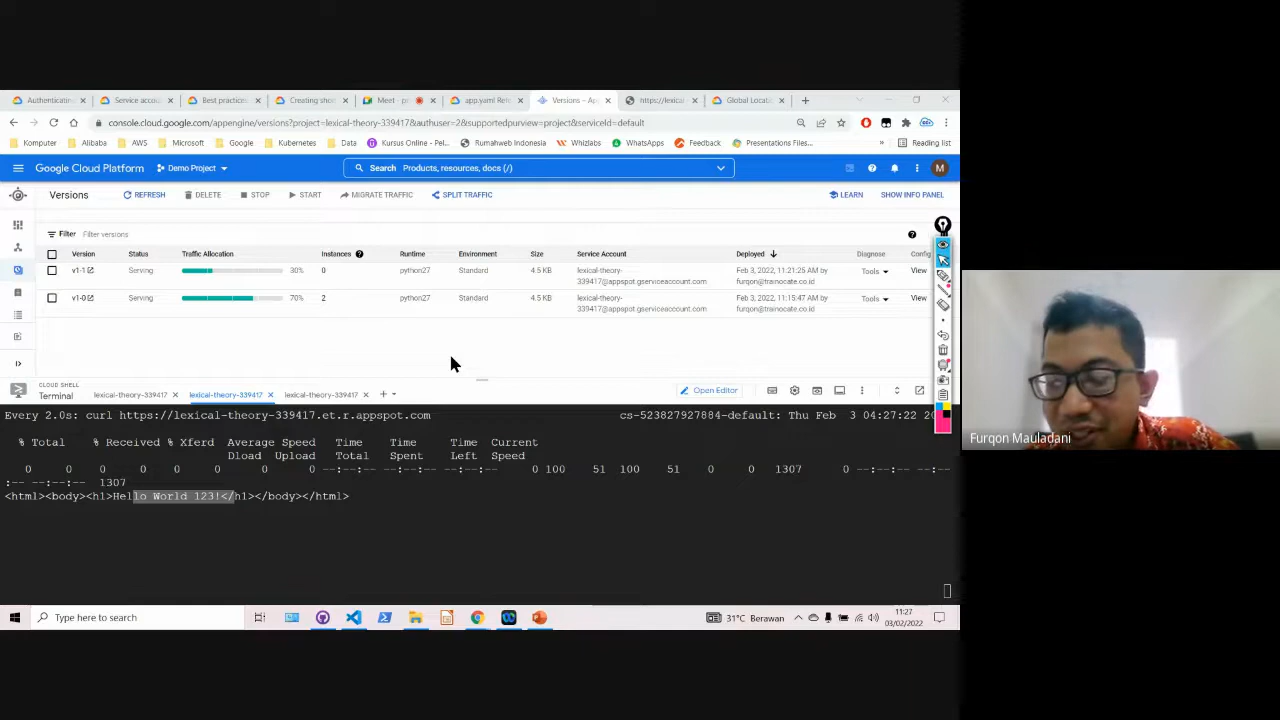 Authenticating
Service accou
Best practice
Creating shor
Meet - p
app.yaml Ref
Versions – Ap
https://lexical
Global Locati
console.cloud.google.com/appengine/versions?project=lexical-theory-339417&authuser=2&supportedpurview=project&serviceId=default
Komputer
Alibaba
AWS
Microsoft
Google
Kubernetes
Data
Kursus Online - Pel...
Rumahweb Indonesia
Whizlabs
WhatsApps
Feedback
Presentations Files...
»
Reading list
Google Cloud Platform
Demo Project
Search Products, resources, docs (/)
M
Versions
REFRESH
DELETE
STOP
START
MIGRATE TRAFFIC
SPLIT TRAFFIC
LEARN
SHOW INFO PANEL
Filter Filter versions
Version Status Traffic Allocation Instances Runtime Environment Size Service Account Deployed Diagnose Config
v1-1 Serving 30% 0 python27 Standard 4.5 KB lexical-theory- Feb 3, 2022, 11:21:25 AM by Tools View
339417@appspot.gserviceaccount.com furqon@trainocate.co.id
v1-0 Serving 70% 2 python27 Standard 4.5 KB lexical-theory- Feb 3, 2022, 11:15:47 AM by Tools View
339417@appspot.gserviceaccount.com furqon@trainocate.co.id
CLOUD SHELL
Terminal
lexical-theory-339417 × lexical-theory-339417 × lexical-theory-339417 ×
Open Editor
Every 2.0s: curl https://lexical-theory-339417.et.r.appspot.com cs-523827927884-default: Thu Feb 3 04:27:22 20
% Total % Received % Xferd Average Speed Time Time Time Current
Dload Upload Total Spent Left Speed
0 0 0 0 0 0 0 0 --:--:-- --:--:-- --:--:-- 0 100 51 100 51 0 0 1307 0 --:--:-- --:--
:-- --:--:-- 1307
<html><body><h1>Hello World 123!</h1></body></html>
Furqon Mauladani
Type here to search
31°C Berawan
11:27
03/02/2022